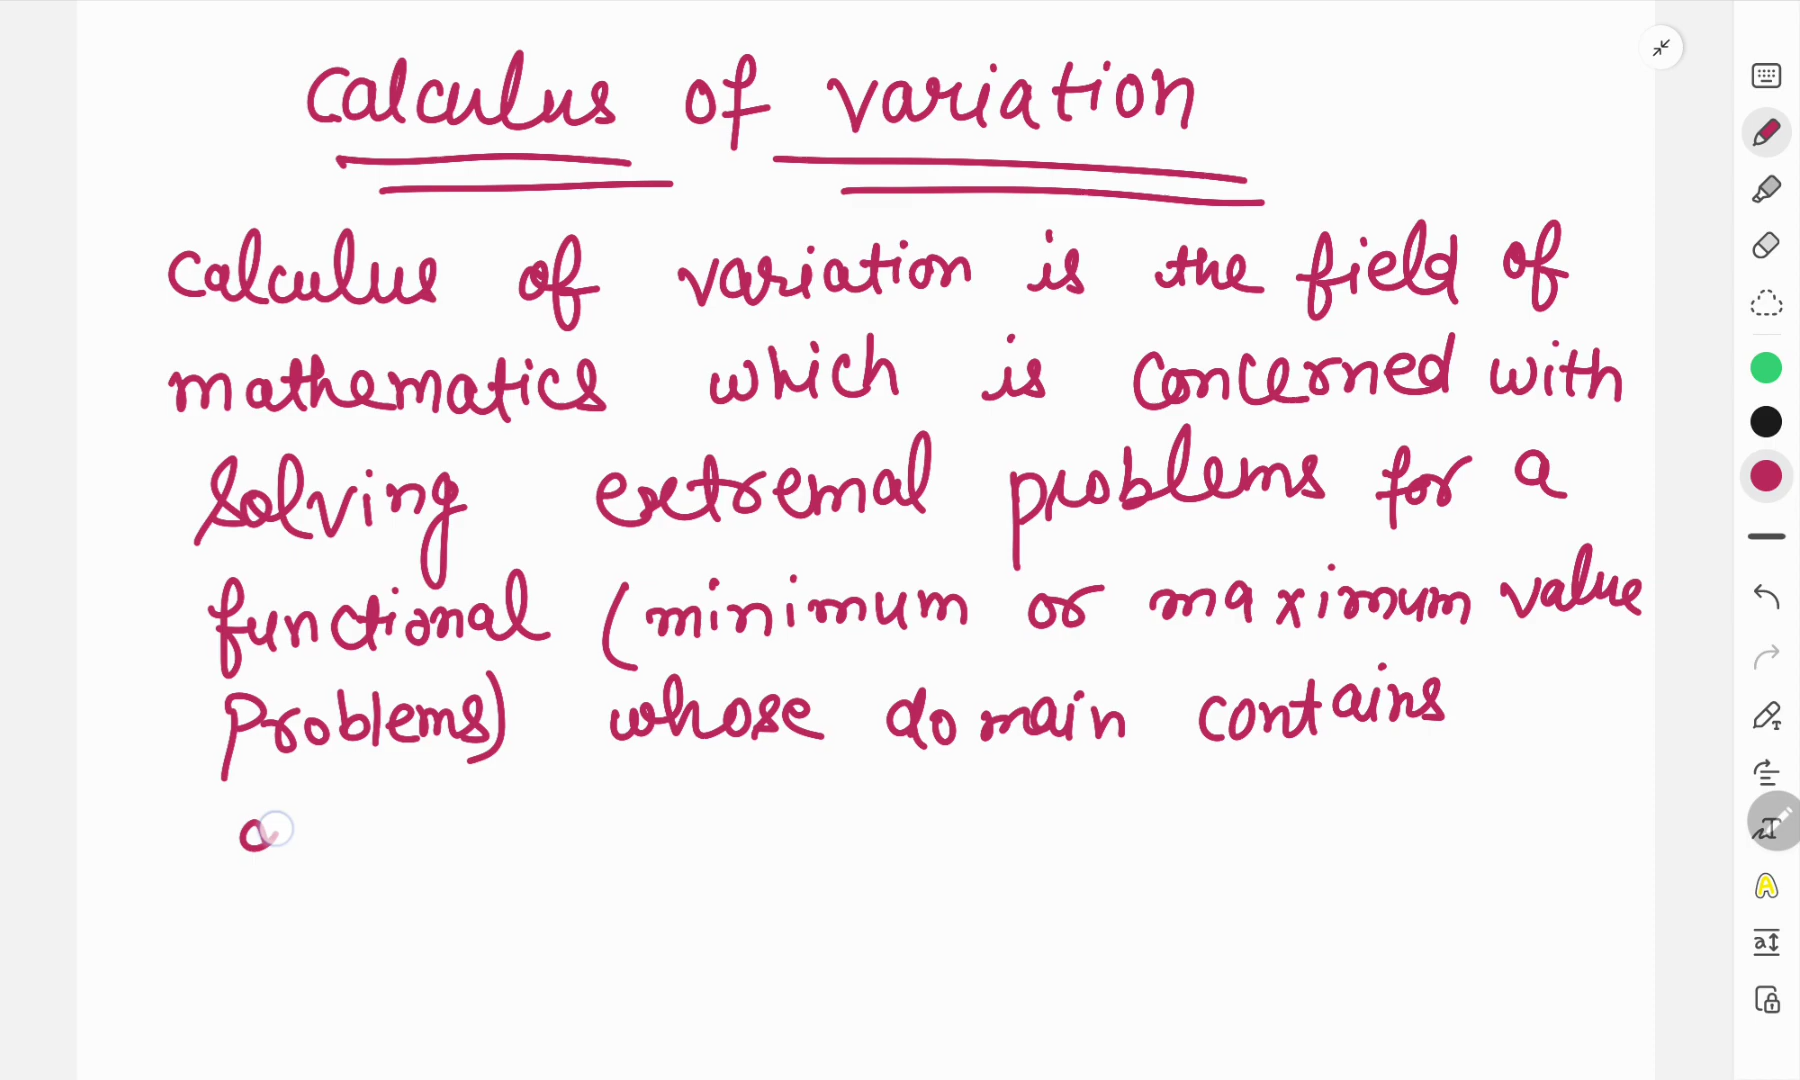 Calculus of variation
Calculus of variation is the field of
mathematics which is concerned with
solving extremal problems for a
functional (minimum or maximum value
problems) whose domain contains
a